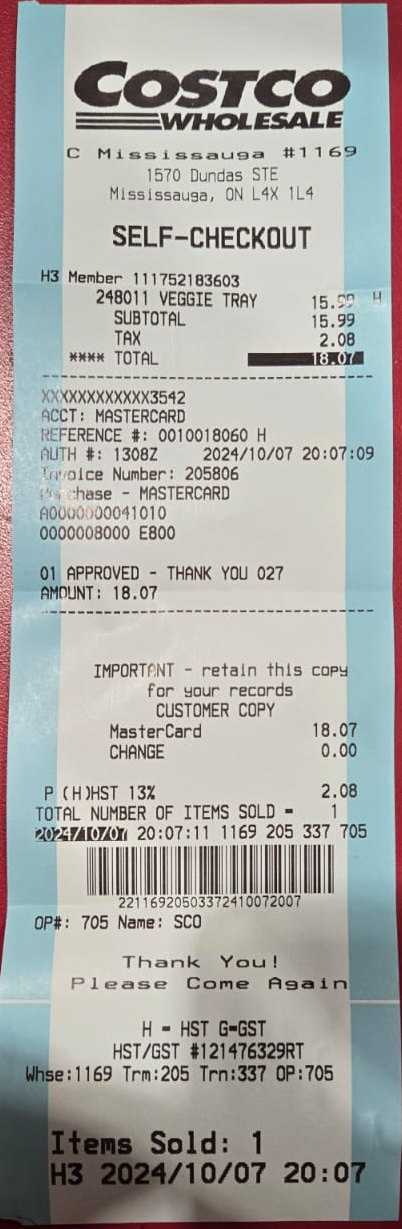 COSTCO
WHOLESALE
C Mississauga #1169
1570 Dundas STE
Mississauga, ON L4X 1L4
SELF-CHECKOUT
H3 Member 111752183603
248011 VEGGIE TRAY 15.99 H
SUBTOTAL 15.99
TAX 2.08
**** TOTAL 18.07
XXXXXXXXXXXX3542
ACCT: MASTERCARD
REFERENCE #: 0010018060 H
AUTH #: 1308Z 2024/10/07 20:07:09
Invoice Number: 205806
Purchase - MASTERCARD
A0000000041010
0000008000 E800
01 APPROVED - THANK YOU 027
AMOUNT: 18.07
IMPORTANT - retain this copy
for your records
CUSTOMER COPY
MasterCard 18.07
CHANGE 0.00
P (H)HST 13% 2.08
TOTAL NUMBER OF ITEMS SOLD = 1
2024/10/07 20:07:11 1169 205 337 705
22116920503372410072007
OP#: 705 Name: SCO
Thank You!
Please Come Again
H = HST G=GST
HST/GST #121476329RT
Whse:1169 Trm:205 Trn:337 OP:705
Items Sold: 1
H3 2024/10/07 20:07